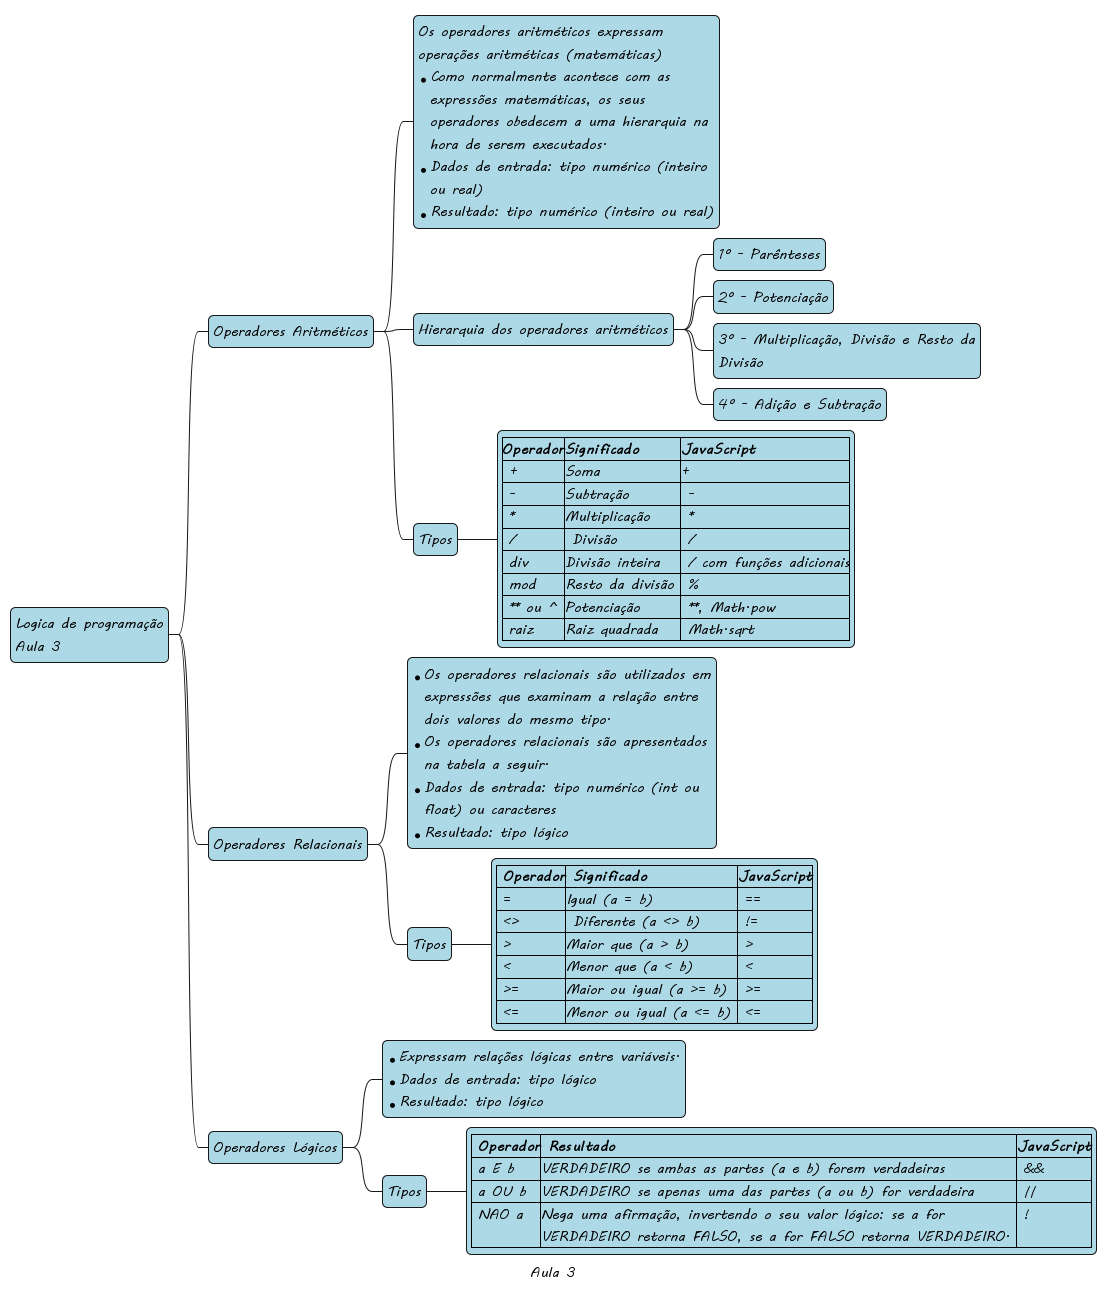 Os operadores aritméticos expressam
operações aritméticas (matemáticas)
• Como normalmente acontece com as
expressões matemáticas, os seus
operadores obedecem a uma hierarquia na
hora de serem executados.
• Dados de entrada: tipo numérico (inteiro
ou real)
• Resultado: tipo numérico (inteiro ou real)
Operadores Aritméticos
Hierarquia dos operadores aritméticos
1º - Parênteses
2º - Potenciação
3º - Multiplicação, Divisão e Resto da
Divisão
4º - Adição e Subtração
Tipos
Operador Significado JavaScript
+ Soma +
- Subtração -
* Multiplicação *
/ Divisão /
div Divisão inteira / com funções adicionais
mod Resto da divisão %
** ou ^ Potenciação **, Math.pow
raiz Raiz quadrada Math.sqrt
Logica de programação
Aula 3
• Os operadores relacionais são utilizados em
expressões que examinam a relação entre
dois valores do mesmo tipo.
• Os operadores relacionais são apresentados
na tabela a seguir.
• Dados de entrada: tipo numérico (int ou
float) ou caracteres
• Resultado: tipo lógico
Operadores Relacionais
Tipos
Operador Significado JavaScript
= Igual (a = b) ==
<> Diferente (a <> b) !=
> Maior que (a > b) >
< Menor que (a < b) <
>= Maior ou igual (a >= b) >=
<= Menor ou igual (a <= b) <=
• Expressam relações lógicas entre variáveis.
• Dados de entrada: tipo lógico
• Resultado: tipo lógico
Operadores Lógicos
Tipos
Operador Resultado JavaScript
a E b VERDADEIRO se ambas as partes (a e b) forem verdadeiras &&
a OU b VERDADEIRO se apenas uma das partes (a ou b) for verdadeira ||
NAO a Nega uma afirmação, invertendo o seu valor lógico: se a for !
VERDADEIRO retorna FALSO, se a for FALSO retorna VERDADEIRO.
Aula 3